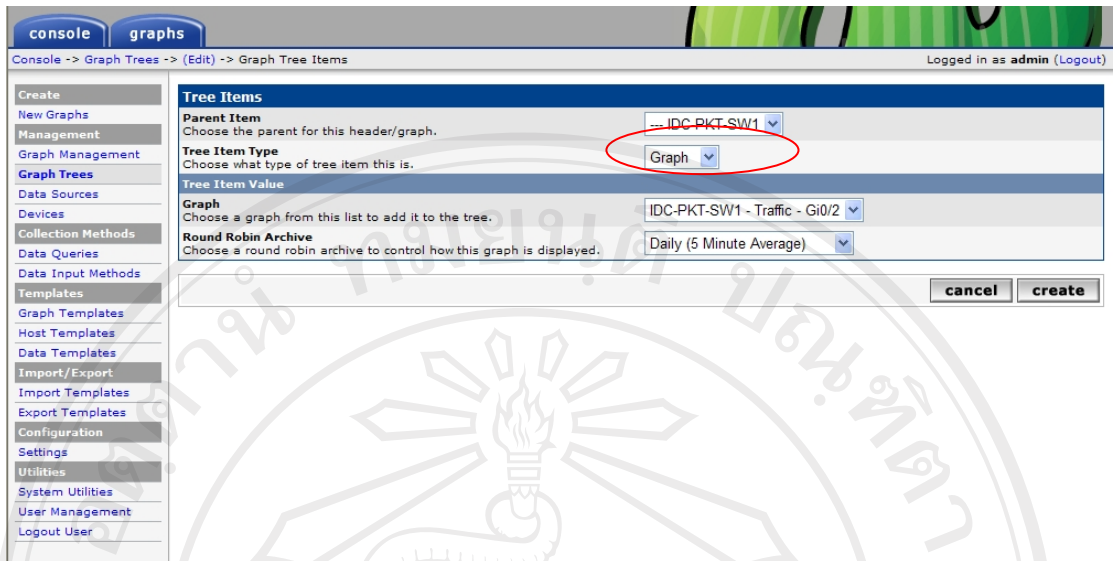 console graphs
Console -> Graph Trees -> (Edit) -> Graph Tree Items Logged in as admin (Logout)
Create
New Graphs
Management
Graph Management
Graph Trees
Data Sources
Devices
Collection Methods
Data Queries
Data Input Methods
Templates
Graph Templates
Host Templates
Data Templates
Import/Export
Import Templates
Export Templates
Configuration
Settings
Utilities
System Utilities
User Management
Logout User
Tree Items
Parent Item
Choose the parent for this header/graph.
--- IDC-PKT-SW1
Tree Item Type
Choose what type of tree item this is.
Graph
Tree Item Value
Graph
Choose a graph from this list to add it to the tree.
IDC-PKT-SW1 - Traffic - Gi0/2
Round Robin Archive
Choose a round robin archive to control how this graph is displayed.
Daily (5 Minute Average)
cancel create